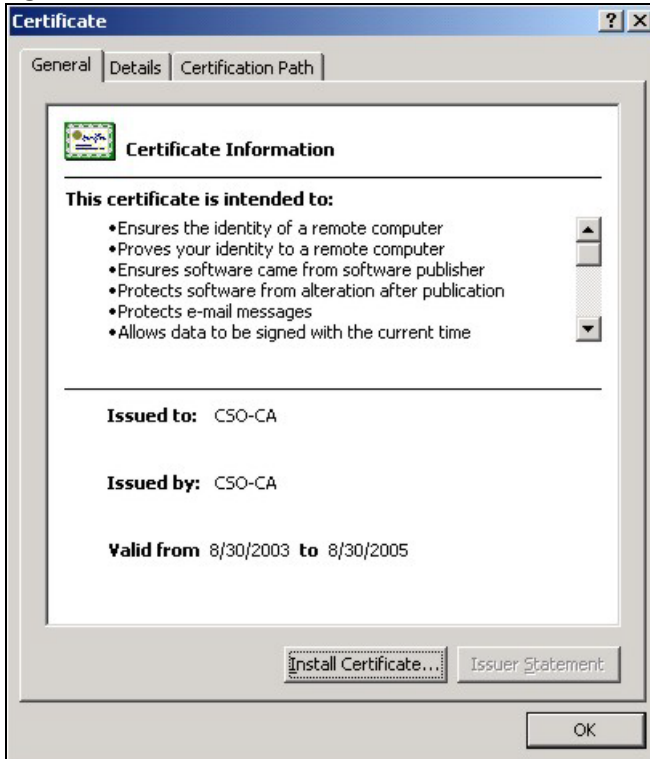 Certificate
General Details Certification Path
Certificate Information
This certificate is intended to:
•Ensures the identity of a remote computer
•Proves your identity to a remote computer
•Ensures software came from software publisher
•Protects software from alteration after publication
•Protects e-mail messages
•Allows data to be signed with the current time
Issued to: CSO-CA
Issued by: CSO-CA
Valid from 8/30/2003 to 8/30/2005
Install Certificate... Issuer Statement
OK